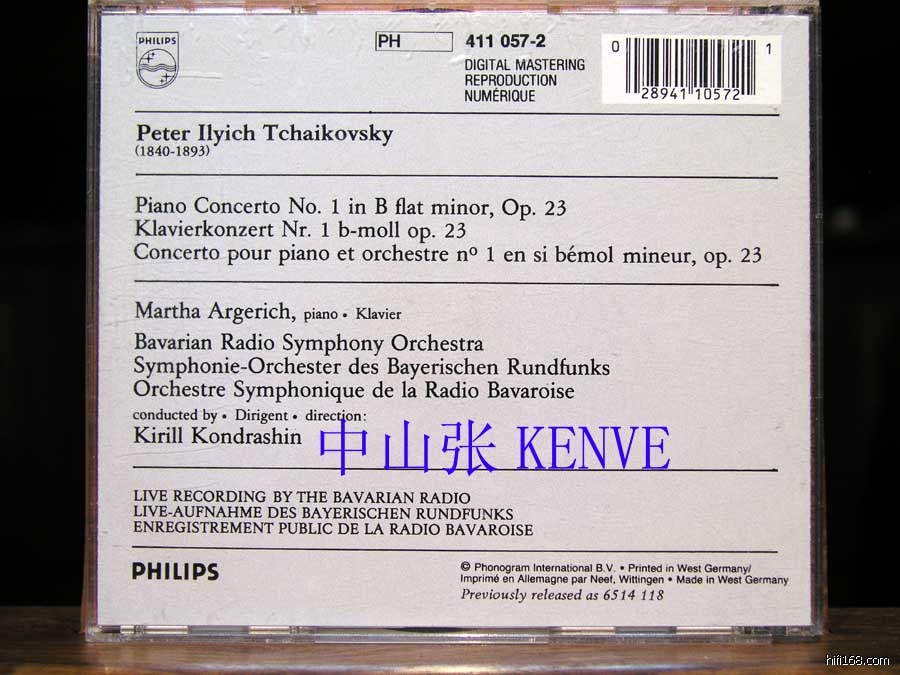 PHILIPS
PH
411 057-2
DIGITAL MASTERING
REPRODUCTION
NUMÉRIQUE
0 28941 10572 1
Peter Ilyich Tchaikovsky
(1840-1893)
Piano Concerto No. 1 in B flat minor, Op. 23
Klavierkonzert Nr. 1 b-moll op. 23
Concerto pour piano et orchestre nº 1 en si bémol mineur, op. 23
Martha Argerich, piano • Klavier
Bavarian Radio Symphony Orchestra
Symphonie-Orchester des Bayerischen Rundfunks
Orchestre Symphonique de la Radio Bavaroise
conducted by • Dirigent • direction:
Kirill Kondrashin
中山张 KENVE
LIVE RECORDING BY THE BAVARIAN RADIO
LIVE-AUFNAHME DES BAYERISCHEN RUNDFUNKS
ENREGISTREMENT PUBLIC DE LA RADIO BAVAROISE
PHILIPS
℗ Phonogram International B.V. • Printed in West Germany/
Imprimé en Allemagne par Neef, Wittingen • Made in West Germany
Previously released as 6514 118
hifi168.com